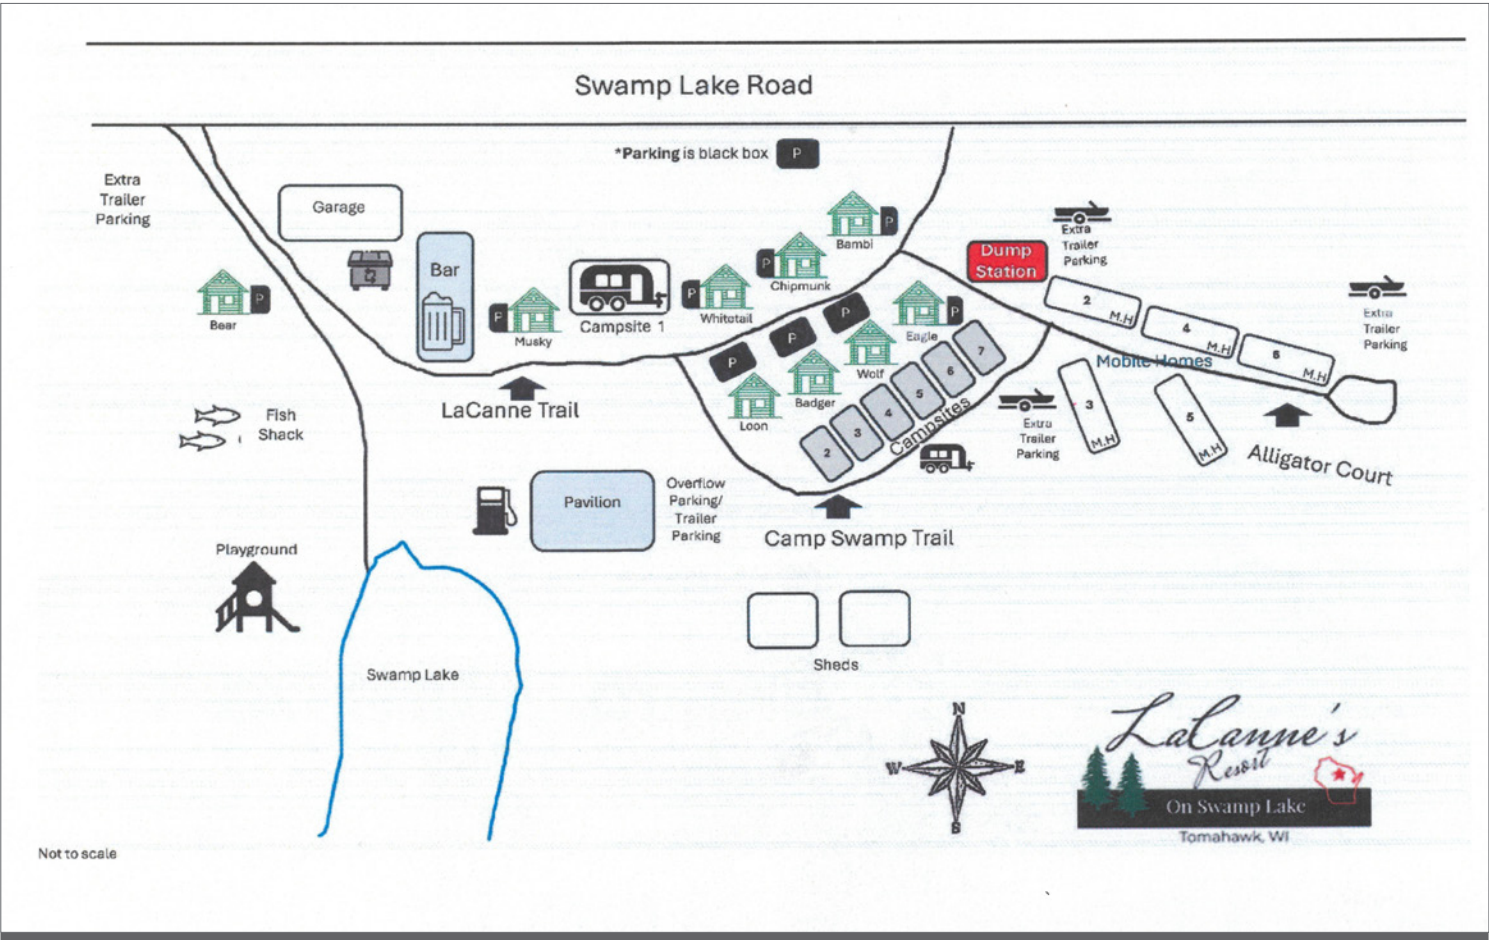 Swamp Lake Road
*Parking is black box
P
Extra
Trailer
Parking
Garage
Bar
Bear
P
P
Musky
Campsite 1
P
Whitetail
P
Chipmunk
Bambi
P
Dump
Station
Extra
Trailer
Parking
Extra
Trailer
Parking
2
M.H
4
M.H
6
M.H
Mobile Homes
3
M.H
5
M.H
Alligator Court
Extra
Trailer
Parking
P
P
P
Eagle
P
Wolf
Badger
Loon
2
3
4
5
6
7
Campsites
LaCanne Trail
Camp Swamp Trail
Fish
Shack
Pavilion
Overflow
Parking/
Trailer
Parking
Playground
Swamp Lake
Sheds
N
W
E
S
LaCanne's
Resort
On Swamp Lake
Tomahawk, WI
Not to scale